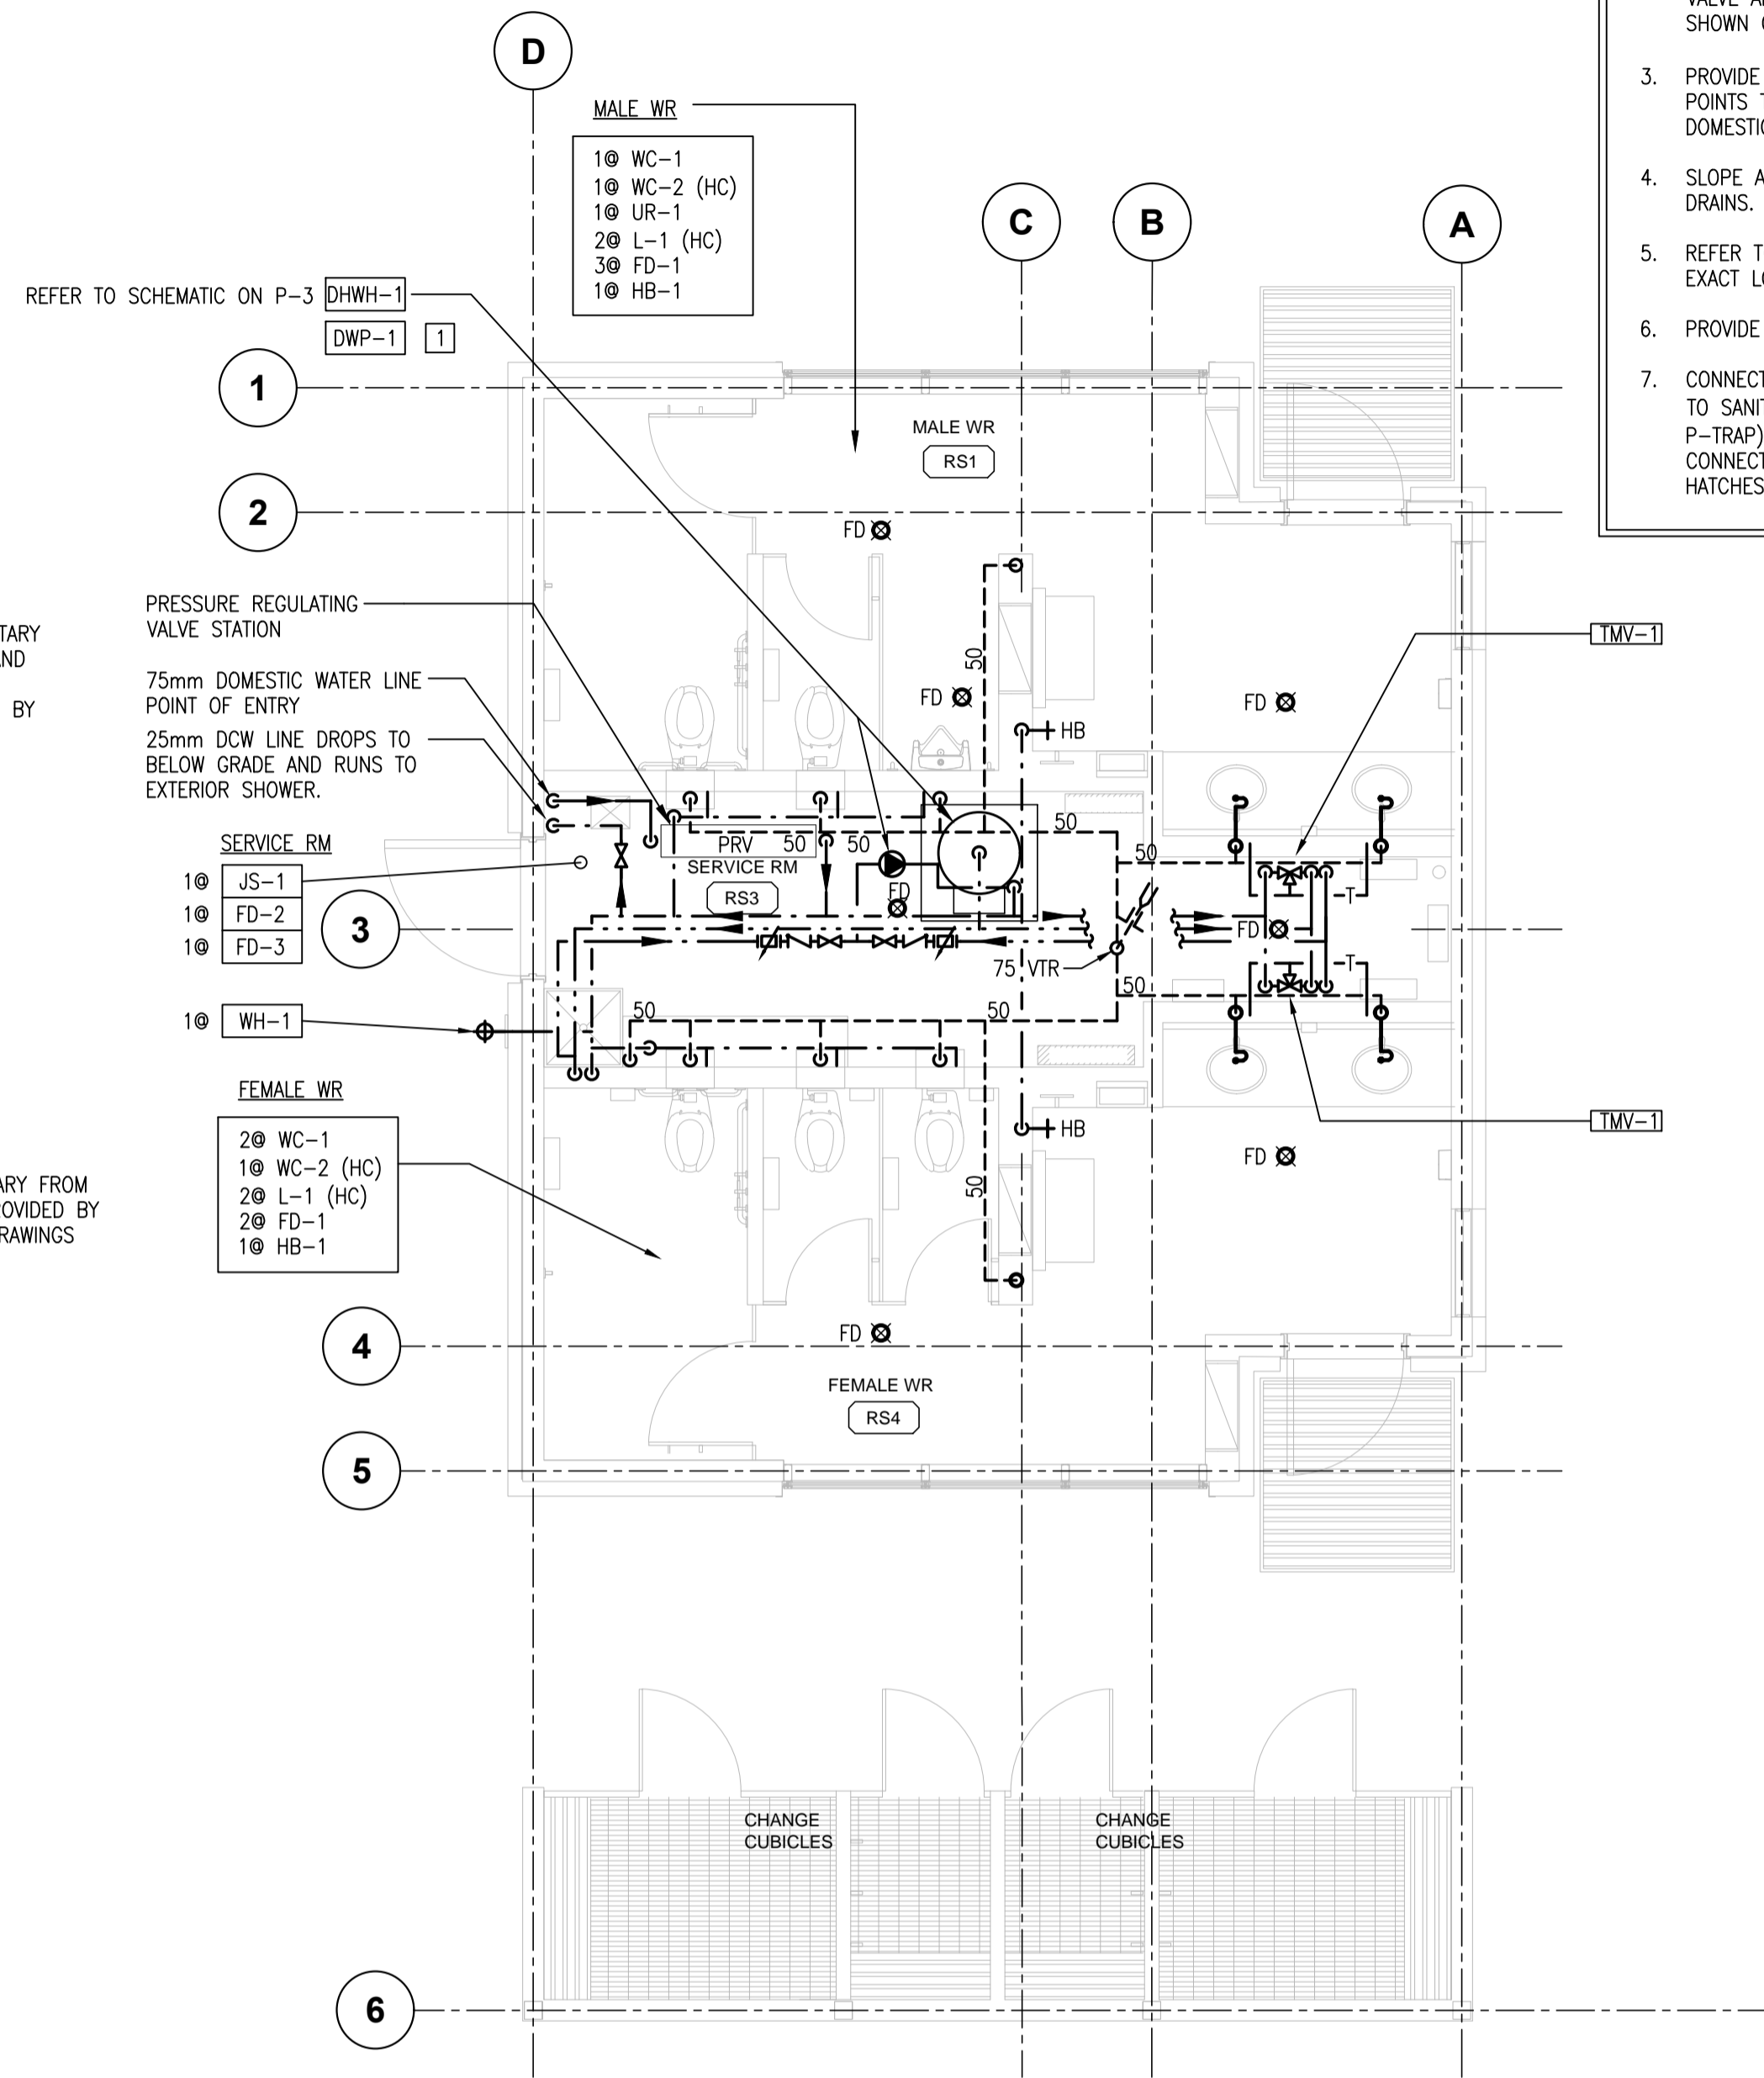 VALVE
SHOWN
3. PROVIDE
POINTS
DOMESTIC
4. SLOPE
DRAINS.
5. REFER
EXACT
6. PROVIDE
7. CONNECT
TO
P-TRAP)
CONNECT
HATCHES
D
C
B
A
MALE WR
1@ WC-1
1@ WC-2 (HC)
1@ UR-1
2@ L-1 (HC)
3@ FD-1
1@ HB-1
REFER TO SCHEMATIC ON P-3 DHWH-1
DWP-1 1
1
2
MALE WR
RS1
FD
PRESSURE REGULATING
VALVE STATION
75mm DOMESTIC WATER LINE
POINT OF ENTRY
25mm DCW LINE DROPS TO
BELOW GRADE AND RUNS TO
EXTERIOR SHOWER.
TARY
BY
TMV-1
50
FD
FD
HB
SERVICE RM
1@ JS-1
1@ FD-2
1@ FD-3
3
1@ WH-1
PRV 50 50
SERVICE RM
RS3
FD
50
50
T
FD
75 VTR
T
50
50
50
FEMALE WR
2@ WC-1
1@ WC-2 (HC)
2@ L-1 (HC)
2@ FD-1
1@ HB-1
ARY FROM
ROVIDED BY
RAWINGS
HB
TMV-1
FD
50
FD
4
FEMALE WR
RS4
5
CHANGE
CUBICLES
CHANGE
CUBICLES
6